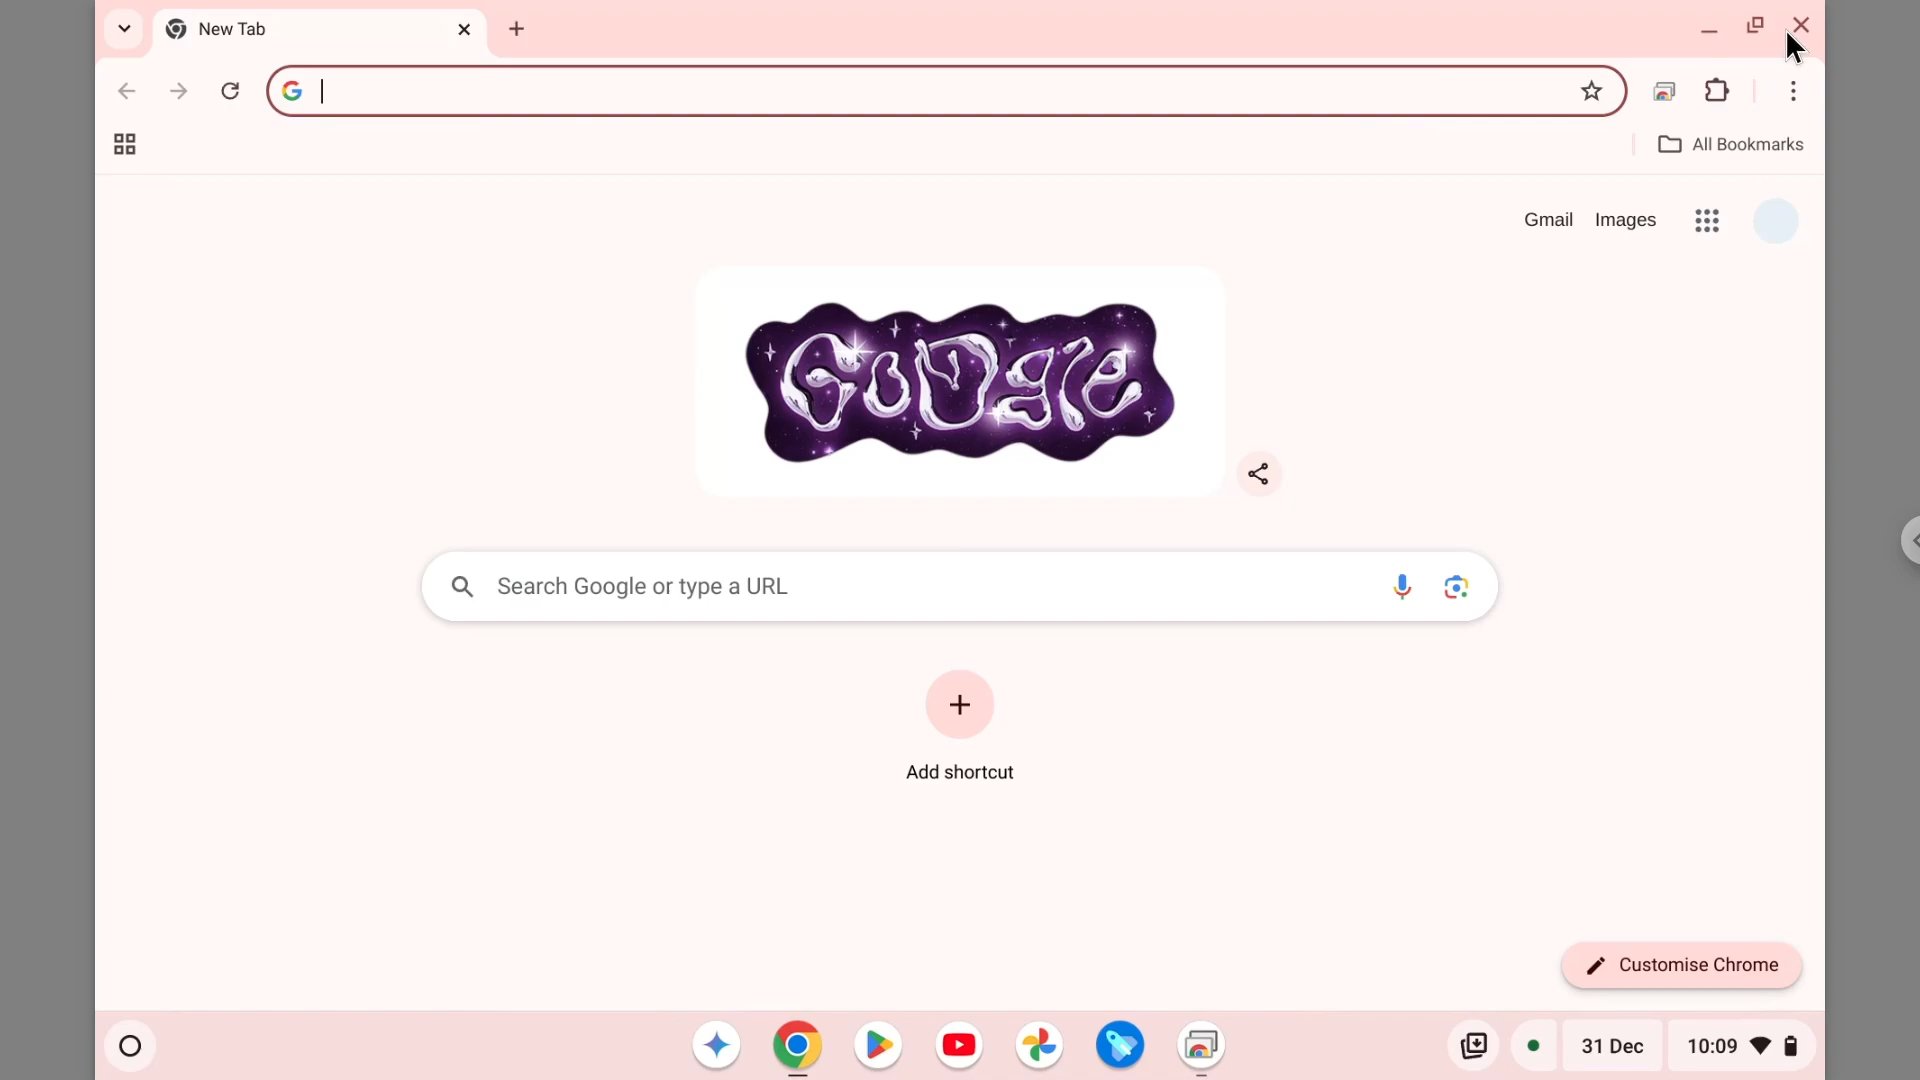 New Tab
All Bookmarks
Gmail Images
Google
Search Google or type a URL
Add shortcut
Customise Chrome
31 Dec
10:09